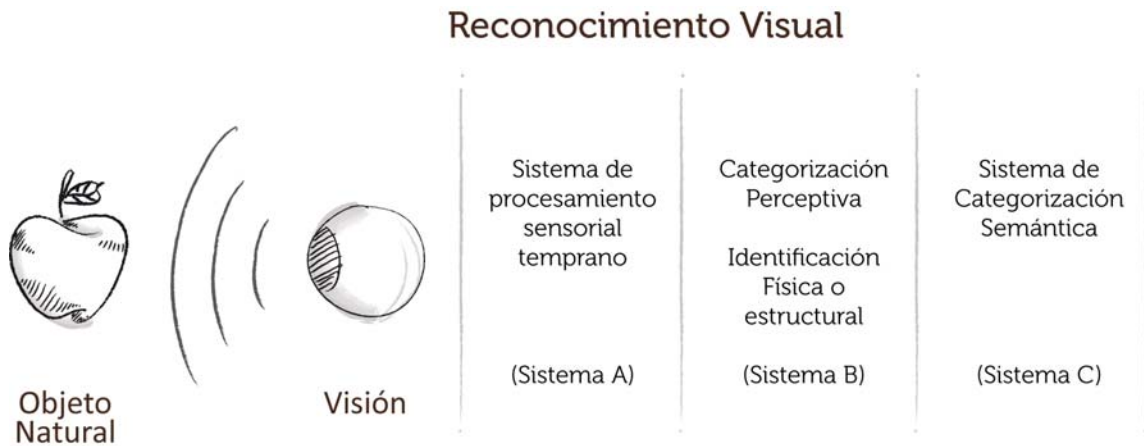 Reconocimiento Visual
Sistema de
procesamiento
sensorial
temprano
(Sistema A)
Categorización
Perceptiva
Identificación
Física o
estructural
(Sistema B)
Sistema de
Categorización
Semántica
(Sistema C)
Objeto
Natural
Visión